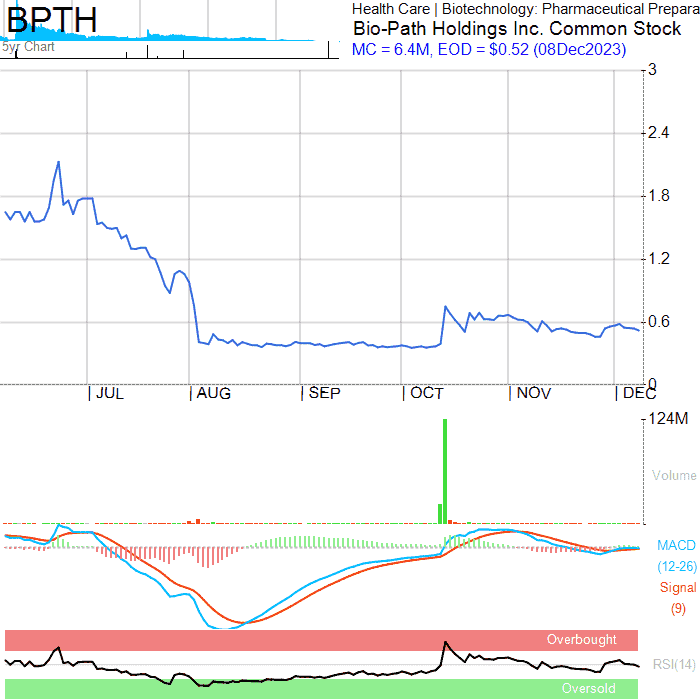 BPTH
Health Care | Biotechnology: Pharmaceutical Prepara
Bio-Path Holdings Inc. Common Stock
5yr Chart
MC = 6.4M, EOD = $0.52 (08Dec2023)
3
2.4
1.8
1.2
0.6
0
| JUL | AUG | SEP | OCT | NOV | DEC
124M
Volume
MACD
(12-26)
Signal
(9)
Overbought
RSI(14)
Oversold